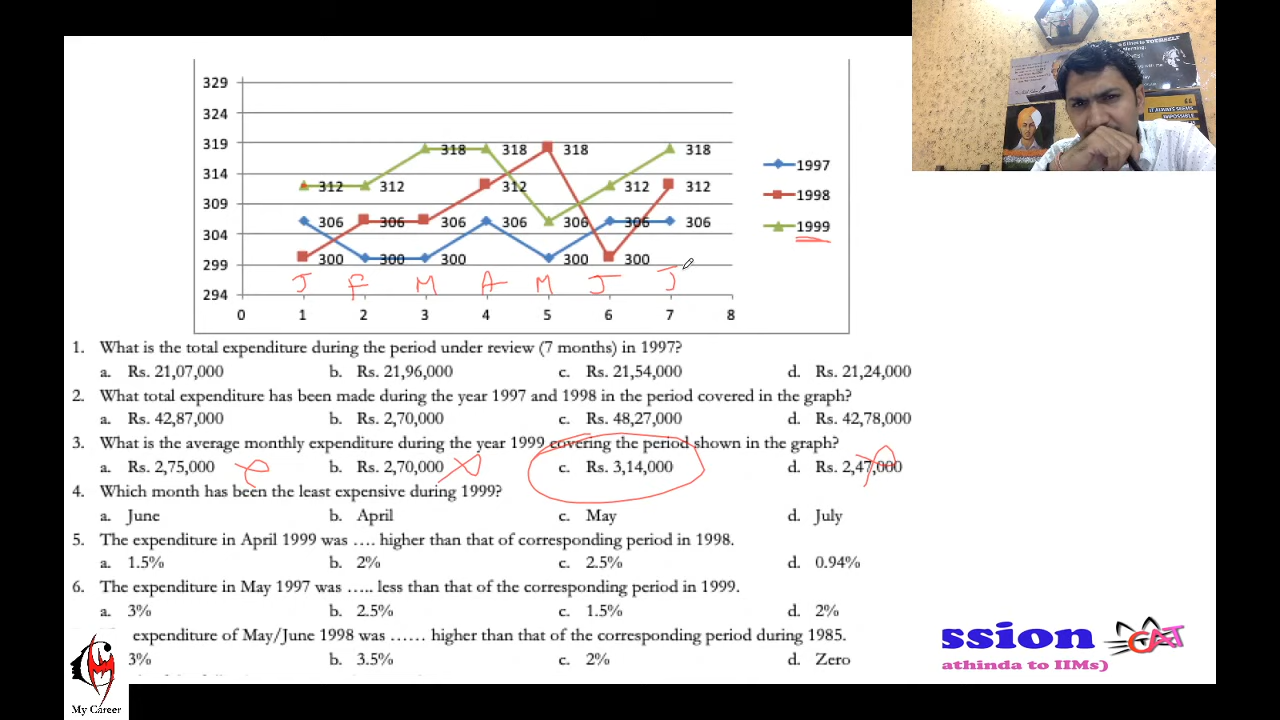 329
324
319
314
309
304
299
294
318 318 318 318
312 312 312 312 312
306 306 306 306 306 306 306
300 300 300 300 300
J F M A M J J
0 1 2 3 4 5 6 7 8
1997
1998
1999
1. What is the total expenditure during the period under review (7 months) in 1997?
a. Rs. 21,07,000 b. Rs. 21,96,000 c. Rs. 21,54,000 d. Rs. 21,24,000
2. What total expenditure has been made during the year 1997 and 1998 in the period covered in the graph?
a. Rs. 42,87,000 b. Rs. 2,70,000 c. Rs. 48,27,000 d. Rs. 42,78,000
3. What is the average monthly expenditure during the year 1999 covering the period shown in the graph?
a. Rs. 2,75,000 b. Rs. 2,70,000 c. Rs. 3,14,000 d. Rs. 2,47,000
4. Which month has been the least expensive during 1999?
a. June b. April c. May d. July
5. The expenditure in April 1999 was …. higher than that of corresponding period in 1998.
a. 1.5% b. 2% c. 2.5% d. 0.94%
6. The expenditure in May 1997 was ….. less than that of the corresponding period in 1999.
a. 3% b. 2.5% c. 1.5% d. 2%
expenditure of May/June 1998 was …… higher than that of the corresponding period during 1985.
3% b. 3.5% c. 2% d. Zero
ssion CAT
athinda to IIMs)
My Career